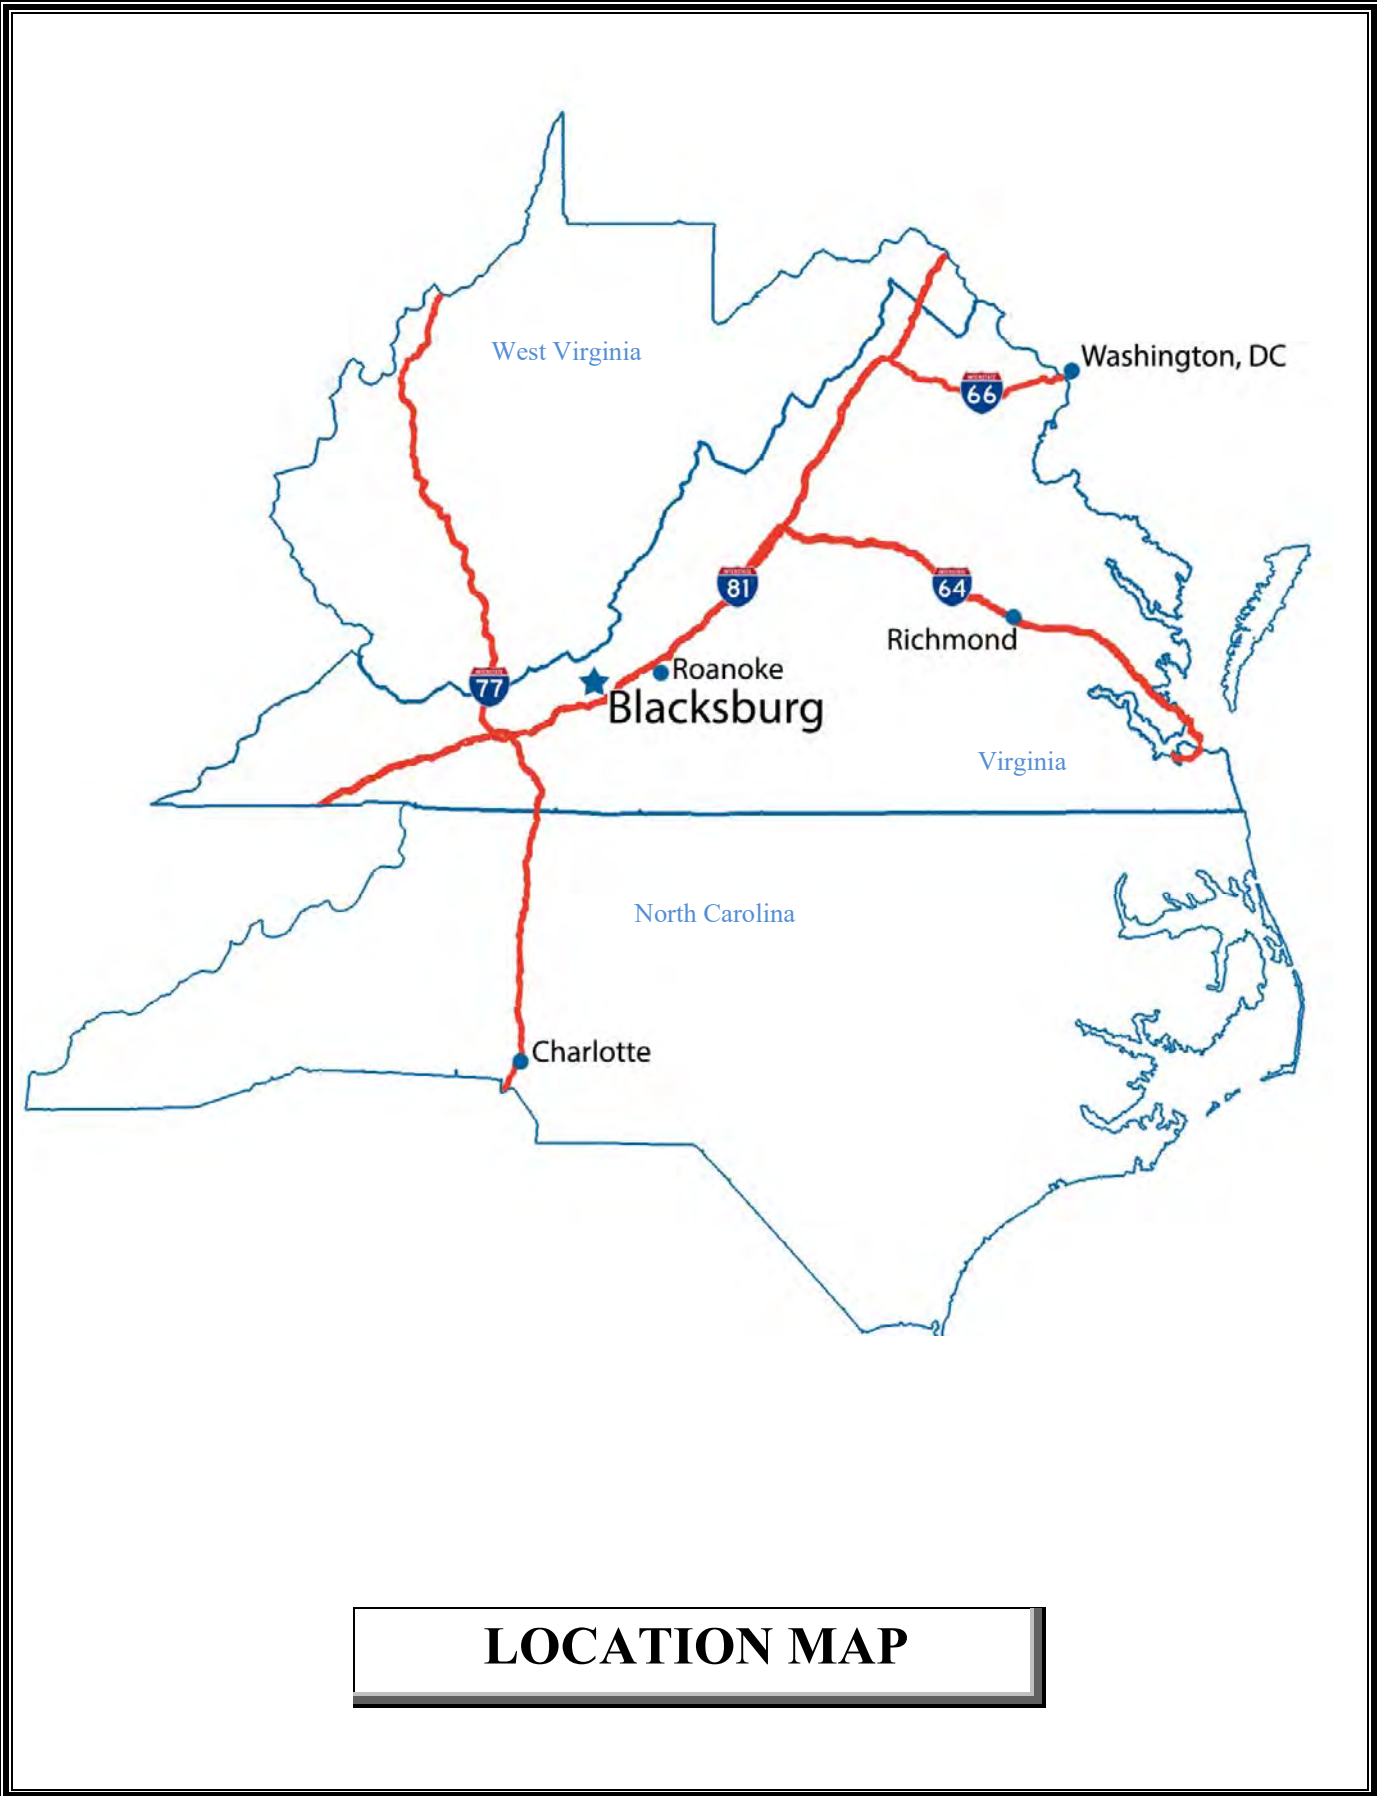 West Virginia
Washington, DC
66
81
64
Richmond
Roanoke
77
Blacksburg
Virginia
North Carolina
Charlotte
LOCATION MAP